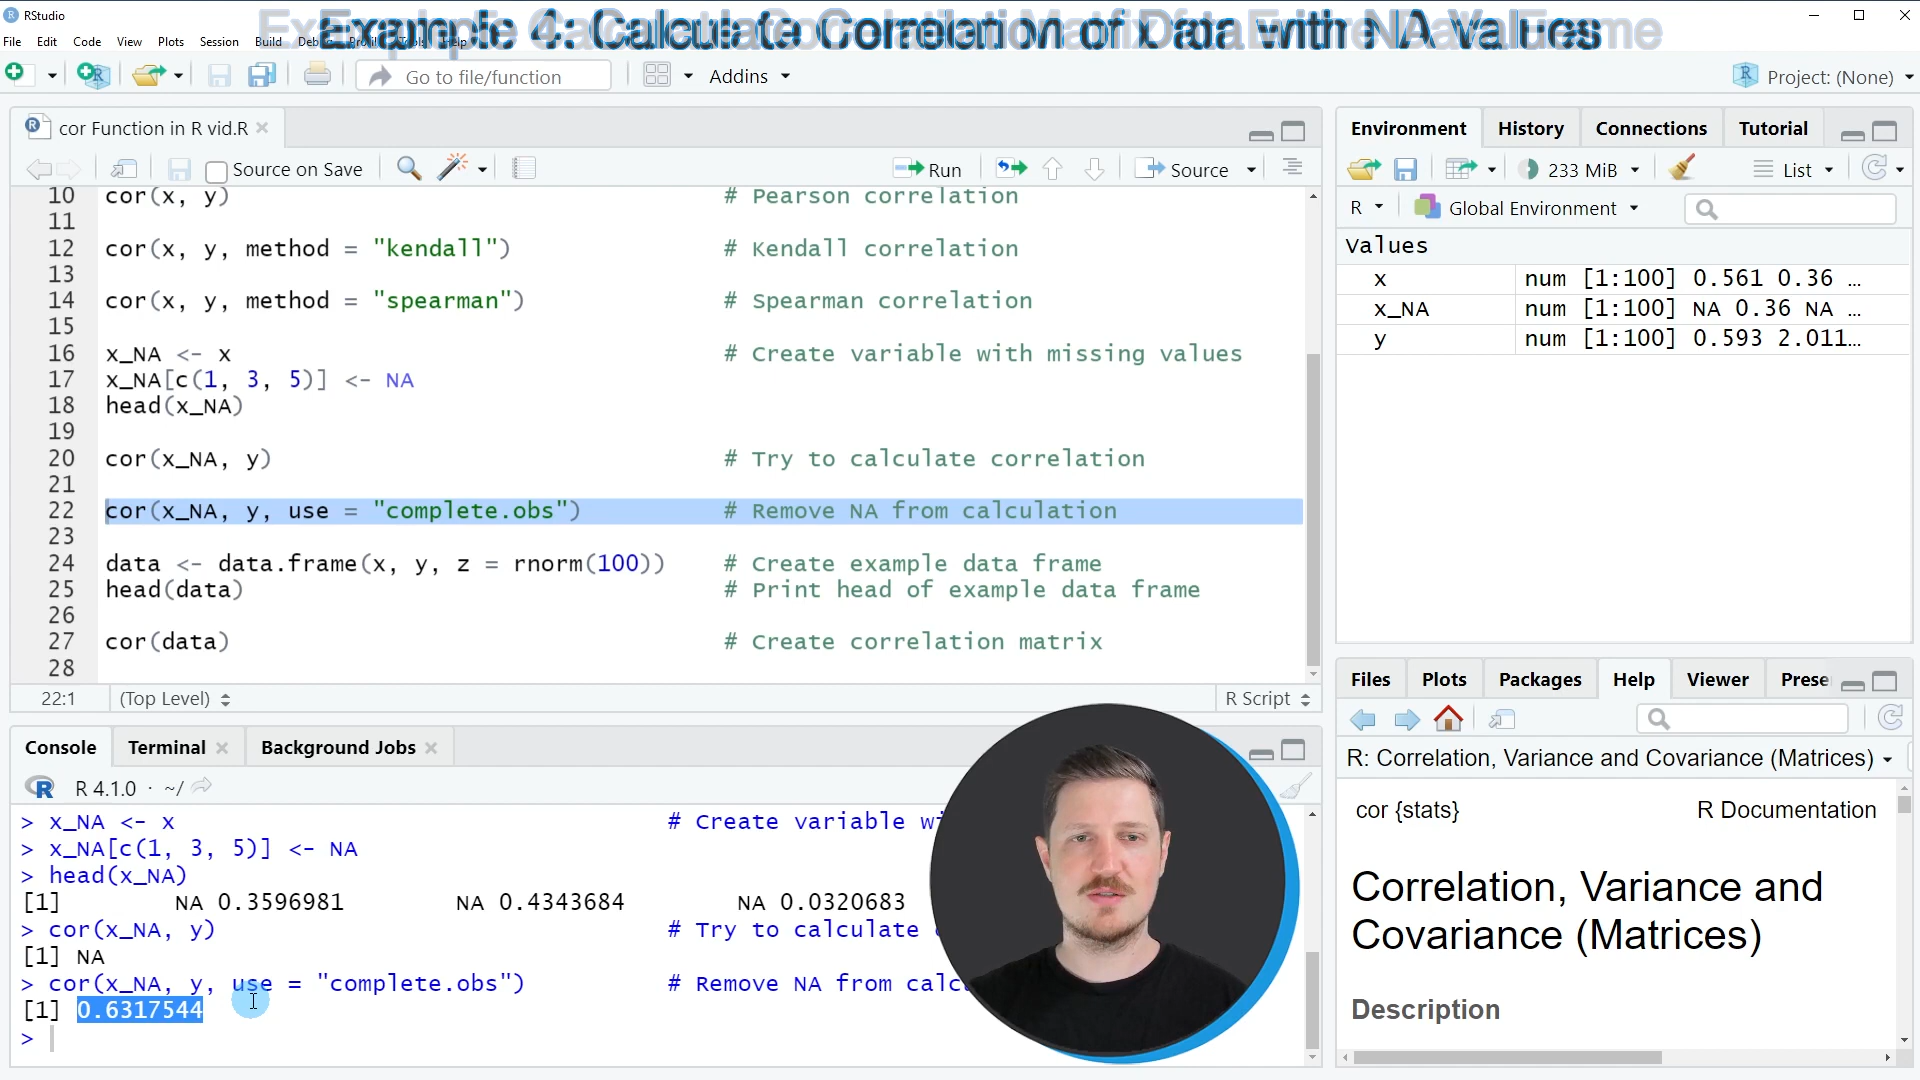 RStudio
Example 4: Calculate Correlation of x
File Edit Code View Plots Session Build
Go to file/function
Addins
Project: (None)
cor Function in R vid.R
Source on Save
Run
Source
10 cor(x, y) # Pearson correlation
11
12 cor(x, y, method = "kendall") # Kendall correlation
13
14 cor(x, y, method = "spearman") # Spearman correlation
15
16 x_NA <- x # Create variable with missing values
17 x_NA[c(1, 3, 5)] <- NA
18 head(x_NA)
19
20 cor(x_NA, y) # Try to calculate correlation
21
22 cor(x_NA, y, use = "complete.obs") # Remove NA from calculation
23
24 data <- data.frame(x, y, z = rnorm(100)) # Create example data frame
25 head(data) # Print head of example data frame
26
27 cor(data) # Create correlation matrix
28
22:1 (Top Level) R Script
Console Terminal Background Jobs
R 4.1.0 · ~/
> x_NA <- x # Create variable wi
> x_NA[c(1, 3, 5)] <- NA
> head(x_NA)
[1] NA 0.3596981 NA 0.4343684 NA 0.0320683
> cor(x_NA, y) # Try to calculate
[1] NA
> cor(x_NA, y, use = "complete.obs") # Remove NA from calc
[1] 0.6317544
>
Environment History Connections Tutorial
233 MiB List
R Global Environment
Values
x num [1:100] 0.561 0.36 ...
x_NA num [1:100] NA 0.36 NA ...
y num [1:100] 0.593 2.011...
Files Plots Packages Help Viewer Prese
R: Correlation, Variance and Covariance (Matrices)
cor {stats} R Documentation
Correlation, Variance and
Covariance (Matrices)
Description